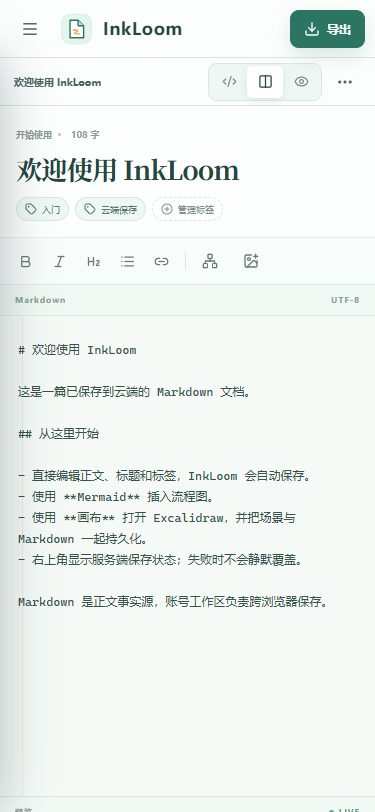 InkLoom
导出
欢迎使用 InkLoom
开始使用 • 108 字
欢迎使用 InkLoom
入门
云端保存
管理标签
B I H2
Markdown
UTF-8
# 欢迎使用 InkLoom
这是一篇已保存到云端的 Markdown 文档。
## 从这里开始
- 直接编辑正文、标题和标签，InkLoom 会自动保存。
- 使用 **Mermaid** 插入流程图。
- 使用 **画布** 打开 Excalidraw，并把场景与
Markdown 一起持久化。
- 右上角显示服务端保存状态；失败时不会静默覆盖。
Markdown 是正文事实源，账号工作区负责跨浏览器保存。
LIVE